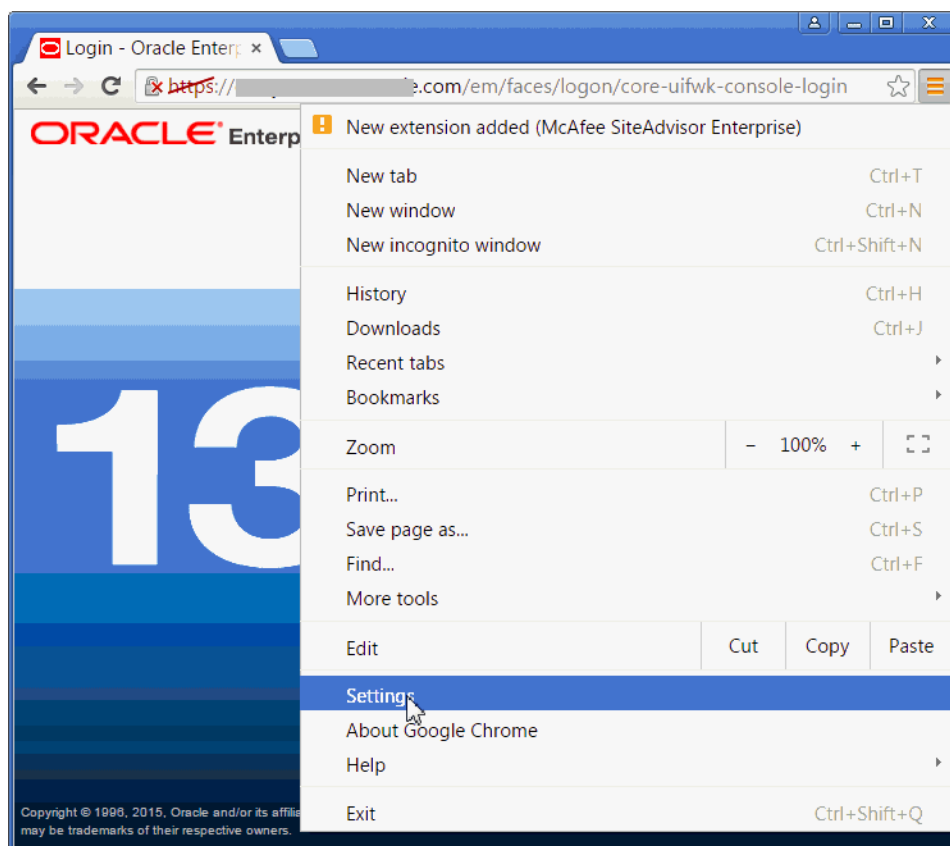 Login - Oracle Enterp
https:// e.com/em/faces/logon/core-uifwk-console-login
ORACLE Enterp
New extension added (McAfee SiteAdvisor Enterprise)
New tab Ctrl+T
New window Ctrl+N
New incognito window Ctrl+Shift+N
History Ctrl+H
Downloads Ctrl+J
Recent tabs
Bookmarks
Zoom - 100% +
13
Print... Ctrl+P
Save page as... Ctrl+S
Find... Ctrl+F
More tools
Edit Cut Copy Paste
Settings
About Google Chrome
Help
Exit Ctrl+Shift+Q
Copyright © 1996, 2015, Oracle and/or its affilia
may be trademarks of their respective owners.